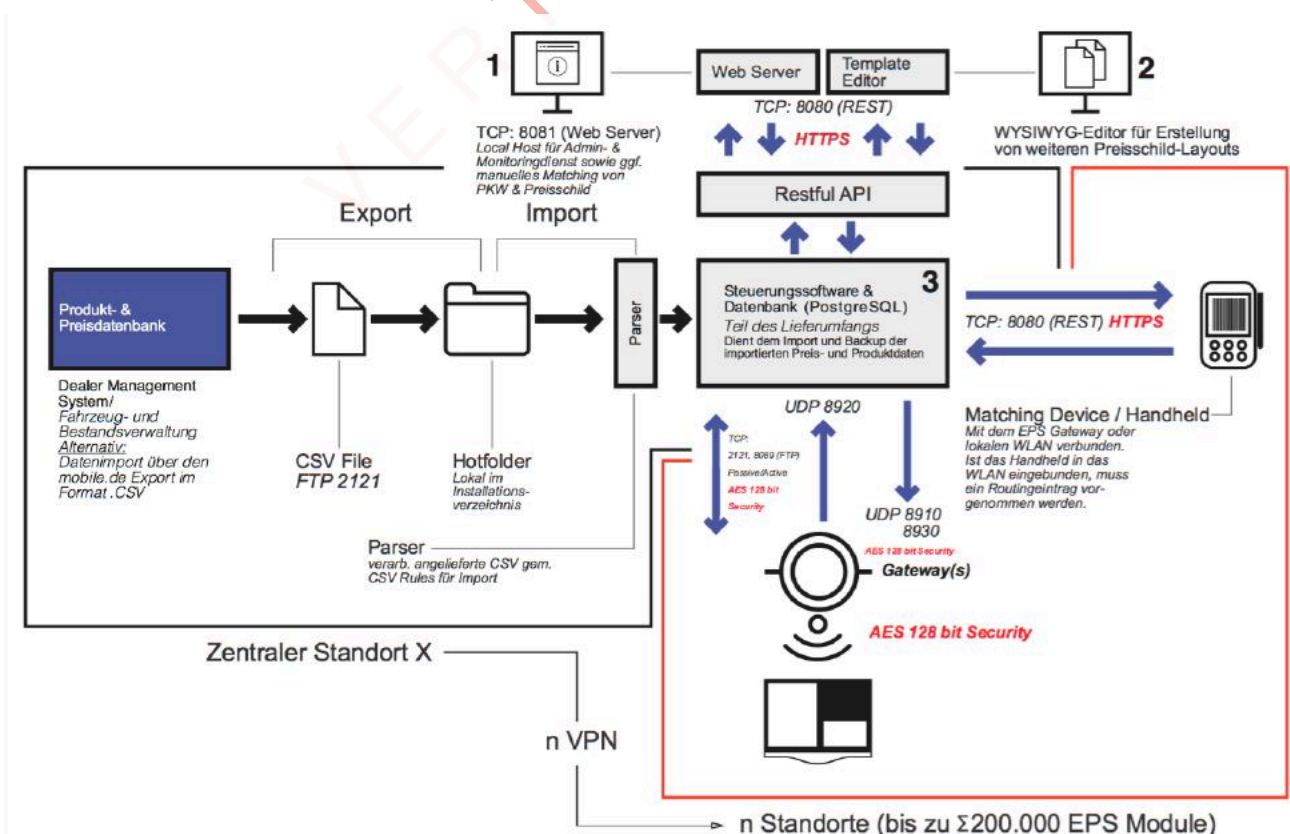 VERT
1
Web Server
Template
Editor
2
TCP: 8080 (REST)
HTTPS
TCP: 8081 (Web Server)
Local Host für Admin- &
Monitoringdienst sowie ggf.
manuelles Matching von
PKW & Preisschild
WYSIWYG-Editor für Erstellung
von weiteren Preisschild-Layouts
Export
Import
Restful API
Produkt- &
Preisdatenbank
Parser
Steuerungssoftware &
Datenbank (PostgreSQL)
3
Teil des Lieferumfangs
Dient dem Import und Backup der
importierten Preis- und Produktdaten
TCP: 8080 (REST) HTTPS
Dealer Management
System/
Fahrzeug- und
Bestandsverwaltung
Alternativ:
Datenimport über den
mobile.de Export im
Format .CSV
CSV File
FTP 2121
Hotfolder
Lokal im
Installations-
verzeichnis
Parser
verarb. angelieferte CSV gem.
CSV Rules für Import
UDP 8920
TCP:
2121, 8089 (FTP)
Passive/Active
AES 128 bit
Security
UDP 8910
8930
AES 128 bit Security
Gateway(s)
AES 128 bit Security
Matching Device / Handheld
Mit dem EPS Gateway oder
lokalen WLAN verbunden.
Ist das Handheld in das
WLAN eingebunden, muss
ein Routingeintrag vor-
genommen werden.
Zentraler Standort X
n VPN
n Standorte (bis zu Σ200.000 EPS Module)